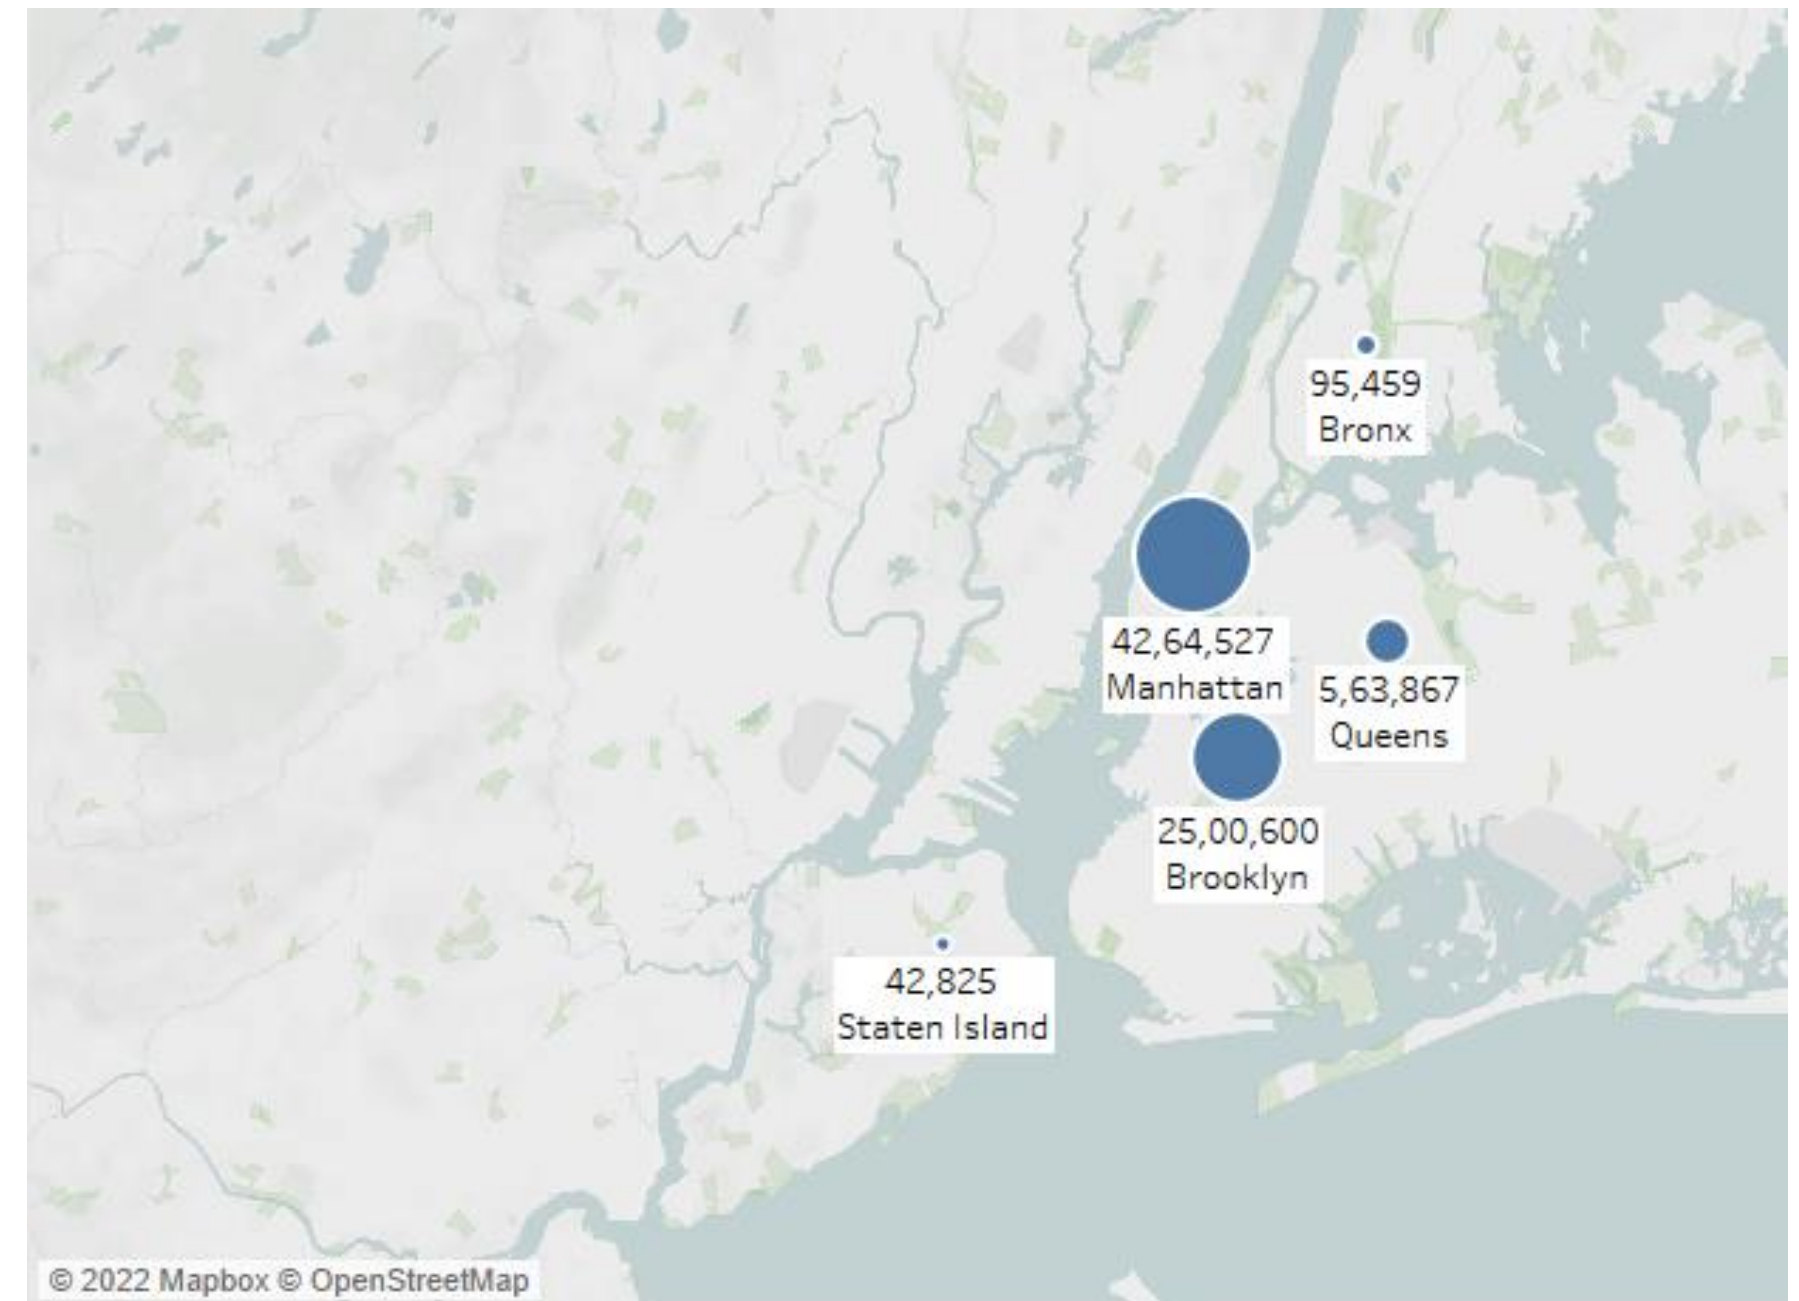 95,459
Bronx
42,64,527
Manhattan
5,63,867
Queens
25,00,600
Brooklyn
42,825
Staten Island
© 2022 Mapbox © OpenStreetMap